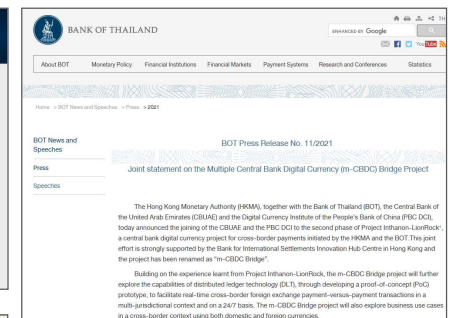 BANK OF THAILAND
TH
ENHANCED BY Google
You Tube
About BOT Monetary Policy Financial Institutions Financial Markets Payment Systems Research and Conferences Statistics
Home > BOT News and Speeches > Press > 2021
BOT News and
Speeches
Press
Speeches
BOT Press Release No. 11/2021
Joint statement on the Multiple Central Bank Digital Currency (m-CBDC) Bridge Project
The Hong Kong Monetary Authority (HKMA), together with the Bank of Thailand (BOT), the Central Bank of
the United Arab Emirates (CBUAE) and the Digital Currency Institute of the People's Bank of China (PBC DCI),
today announced the joining of the CBUAE and the PBC DCI to the second phase of Project Inthanon-LionRock¹,
a central bank digital currency project for cross-border payments initiated by the HKMA and the BOT. This joint
effort is strongly supported by the Bank for International Settlements Innovation Hub Centre in Hong Kong and
the project has been renamed as "m-CBDC Bridge".
Building on the experience learnt from Project Inthanon-LionRock, the m-CBDC Bridge project will further
explore the capabilities of distributed ledger technology (DLT), through developing a proof-of-concept (PoC)
prototype, to facilitate real-time cross-border foreign exchange payment-versus-payment transactions in a
multi-jurisdictional context and on a 24/7 basis. The m-CBDC Bridge project will also explore business use cases
in a cross-border context using both domestic and foreign currencies.